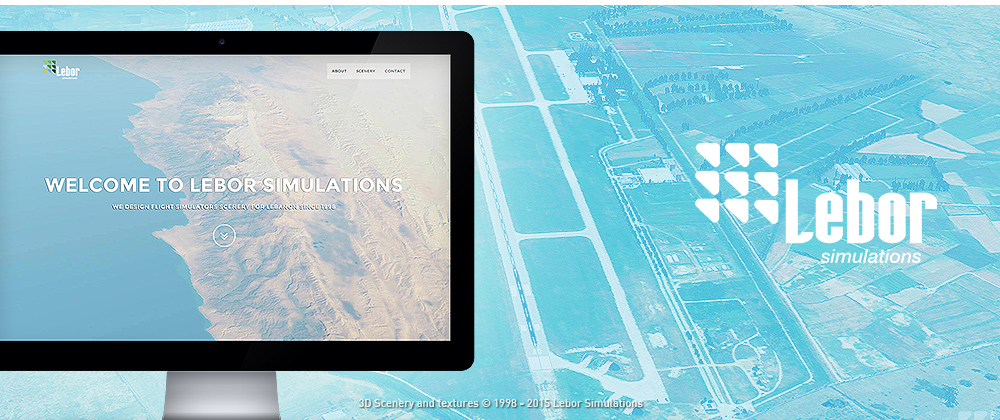 Lebor
simulations
ABOUT SCENERY CONTACT
WELCOME TO LEBOR SIMULATIONS
WE DESIGN FLIGHT SIMULATORS SCENERY FOR LEBANON SINCE 1998
Lebor
simulations
3D Scenery and textures © 1998 - 2015 Lebor Simulations